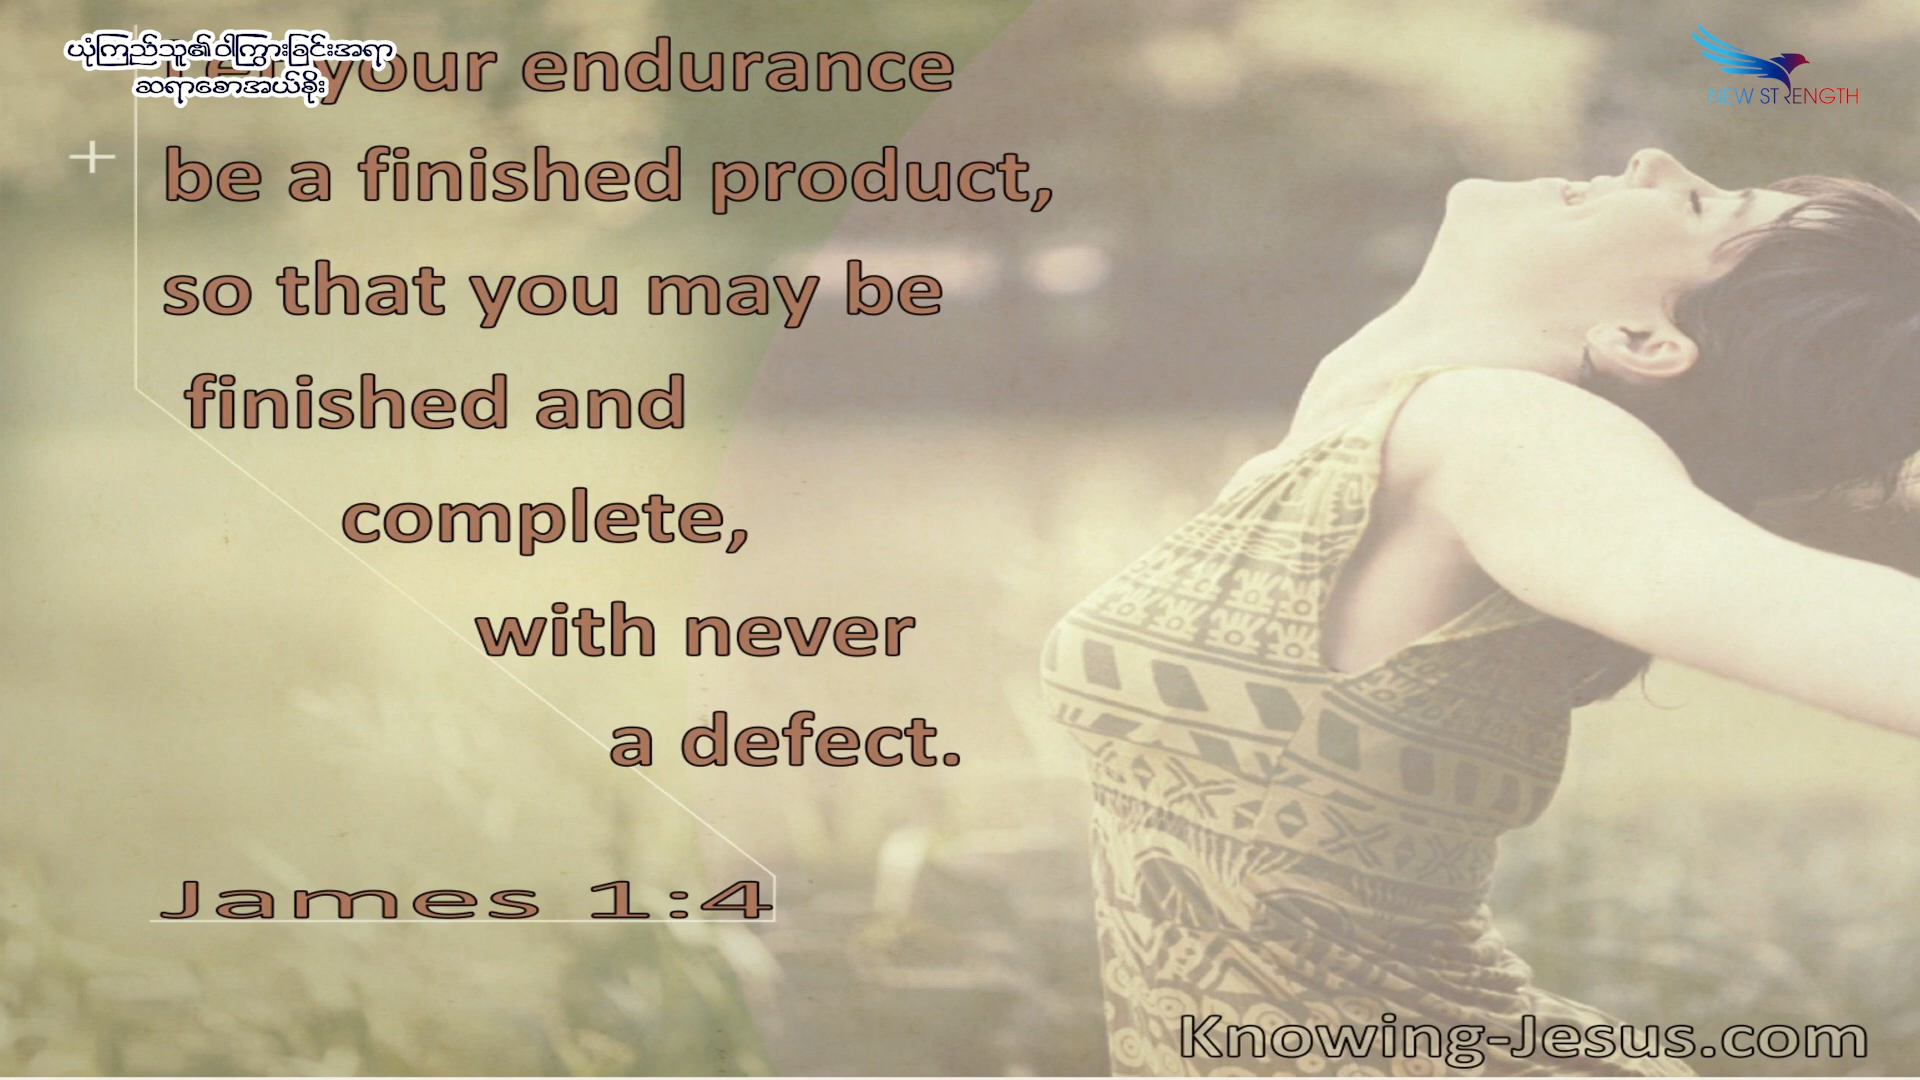 ယုံကြည်သူ၏ဝါကြွားခြင်းအရာ
ဆရာစောအယ်စိုး
NEW STRENGTH
your endurance
be a finished product,
so that you may be
finished and
complete,
with never
a defect.
James 1:4
Knowing-Jesus.com